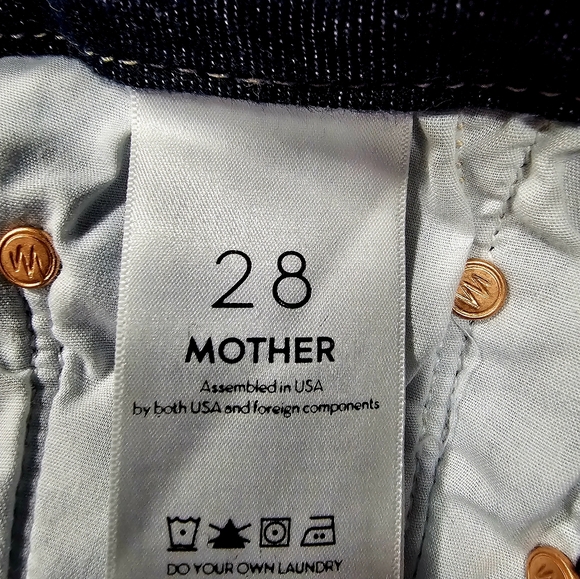 28
MOTHER
Assembled in USA
by both USA and foreign components
DO YOUR OWN LAUNDRY